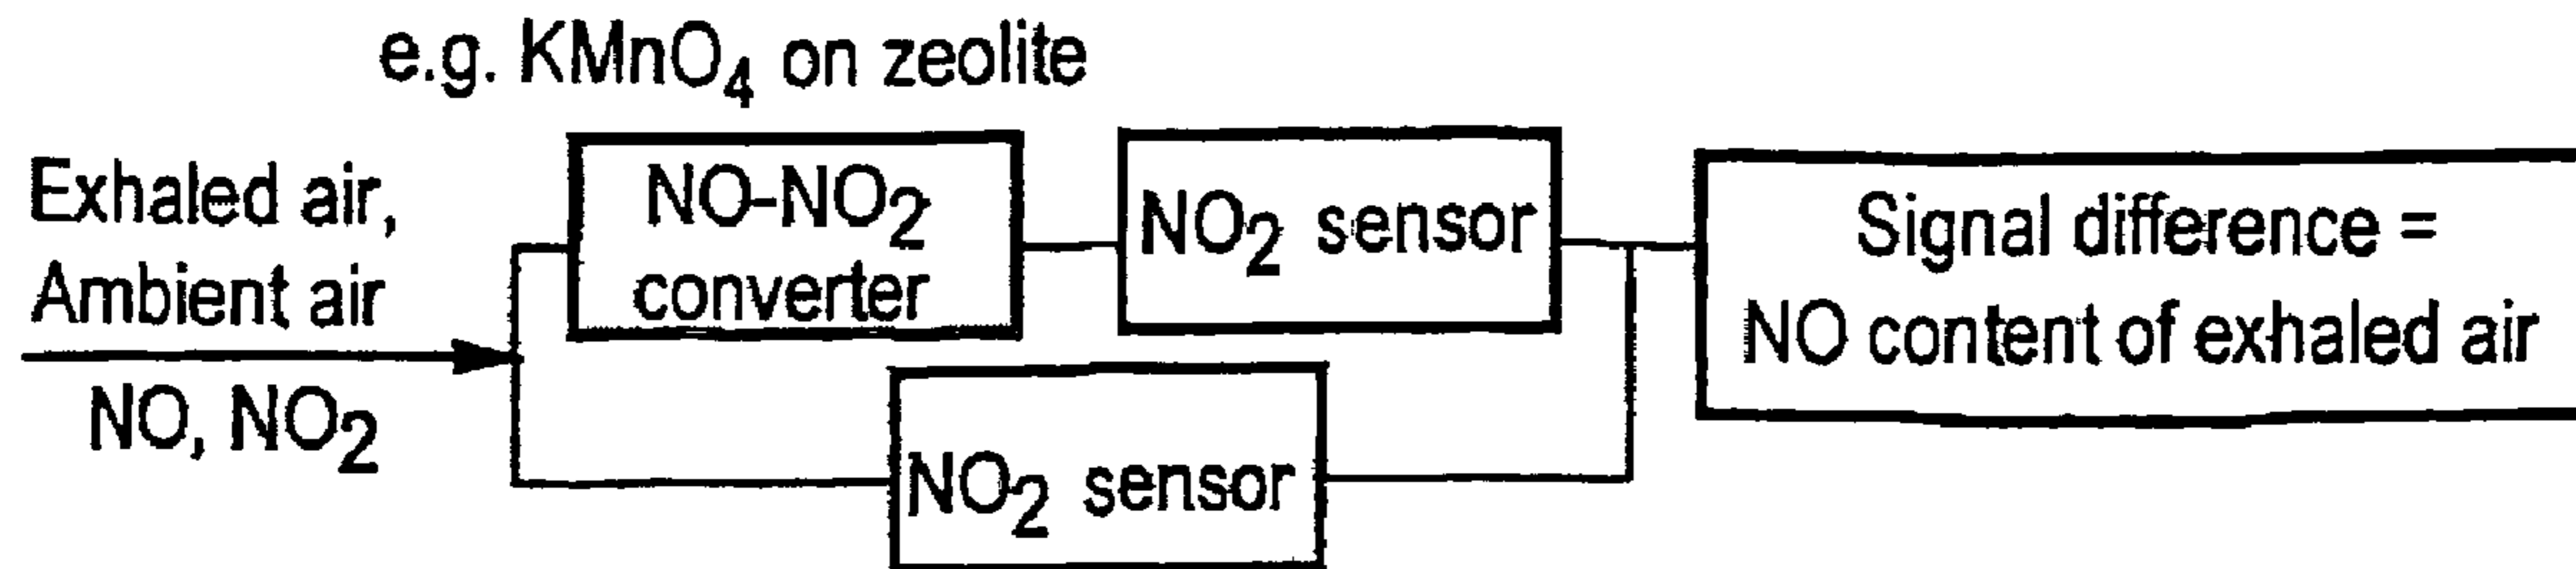 e.g. KMnO₄ on zeolite
Exhaled air,
Ambient air
NO, NO₂
NO-NO₂
converter
NO₂ sensor
NO₂ sensor
Signal difference =
NO content of exhaled air